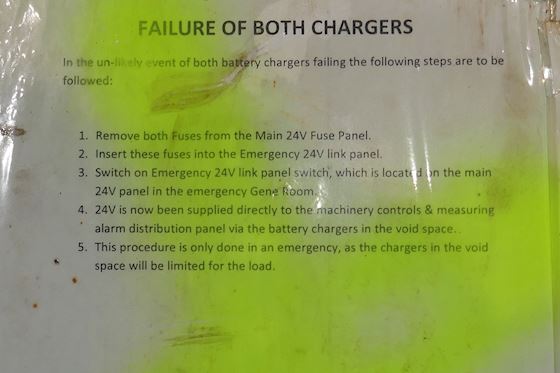 FAILURE OF BOTH CHARGERS
In the un-likely event of both battery chargers failing the following steps are to be
followed:
1. Remove both Fuses from the Main 24V Fuse Panel.
2. Insert these fuses into the Emergency 24V link panel.
3. Switch on Emergency 24V link panel switch, which is located on the main
24V panel in the emergency Gene Room.
4. 24V is now been supplied directly to the machinery controls & measuring
alarm distribution panel via the battery chargers in the void space..
5. This procedure is only done in an emergency, as the chargers in the void
space will be limited for the load.